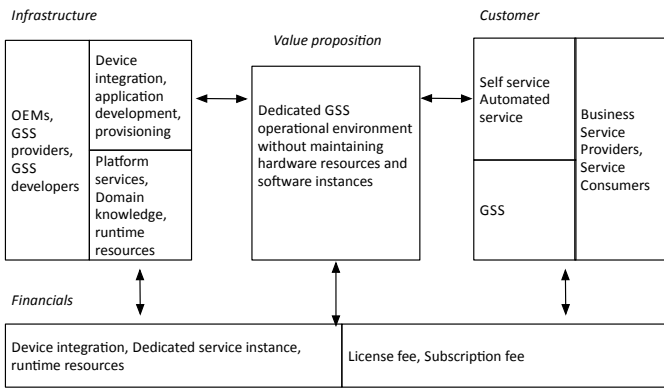 Infrastructure
Customer
Value proposition
OEMs,
GSS
providers,
GSS
developers
Device
integration,
application
development,
provisioning
Platform
services,
Domain
knowledge,
runtime
resources
Dedicated GSS
operational environment
without maintaining
hardware resources and
software instances
Self service
Automated
service
GSS
Business
Service
Providers,
Service
Consumers
Financials
Device integration, Dedicated service instance,
runtime resources
License fee, Subscription fee